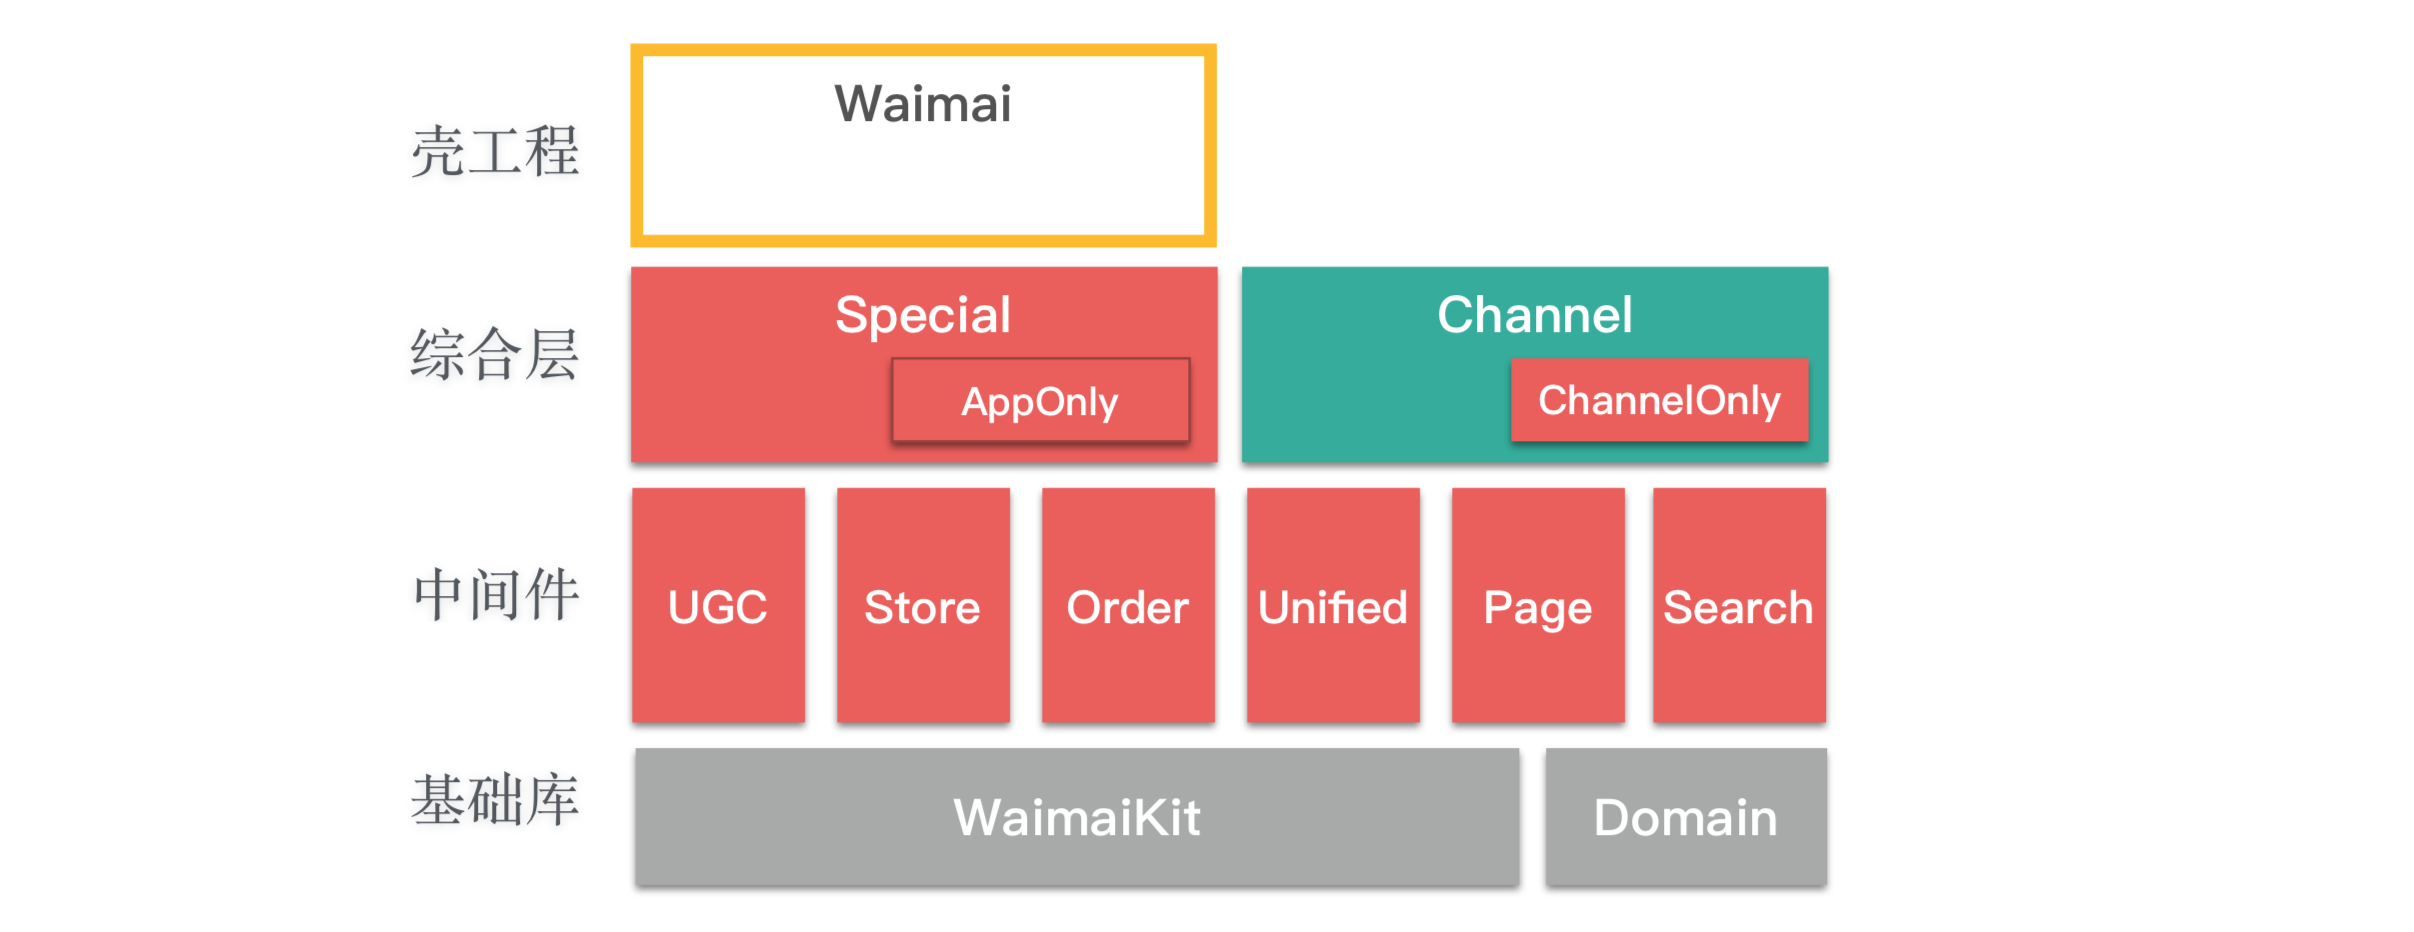 壳工程
Waimai
综合层
Special
AppOnly
Channel
ChannelOnly
中间件
UGC
Store
Order
Unified
Page
Search
基础库
WaimaiKit
Domain